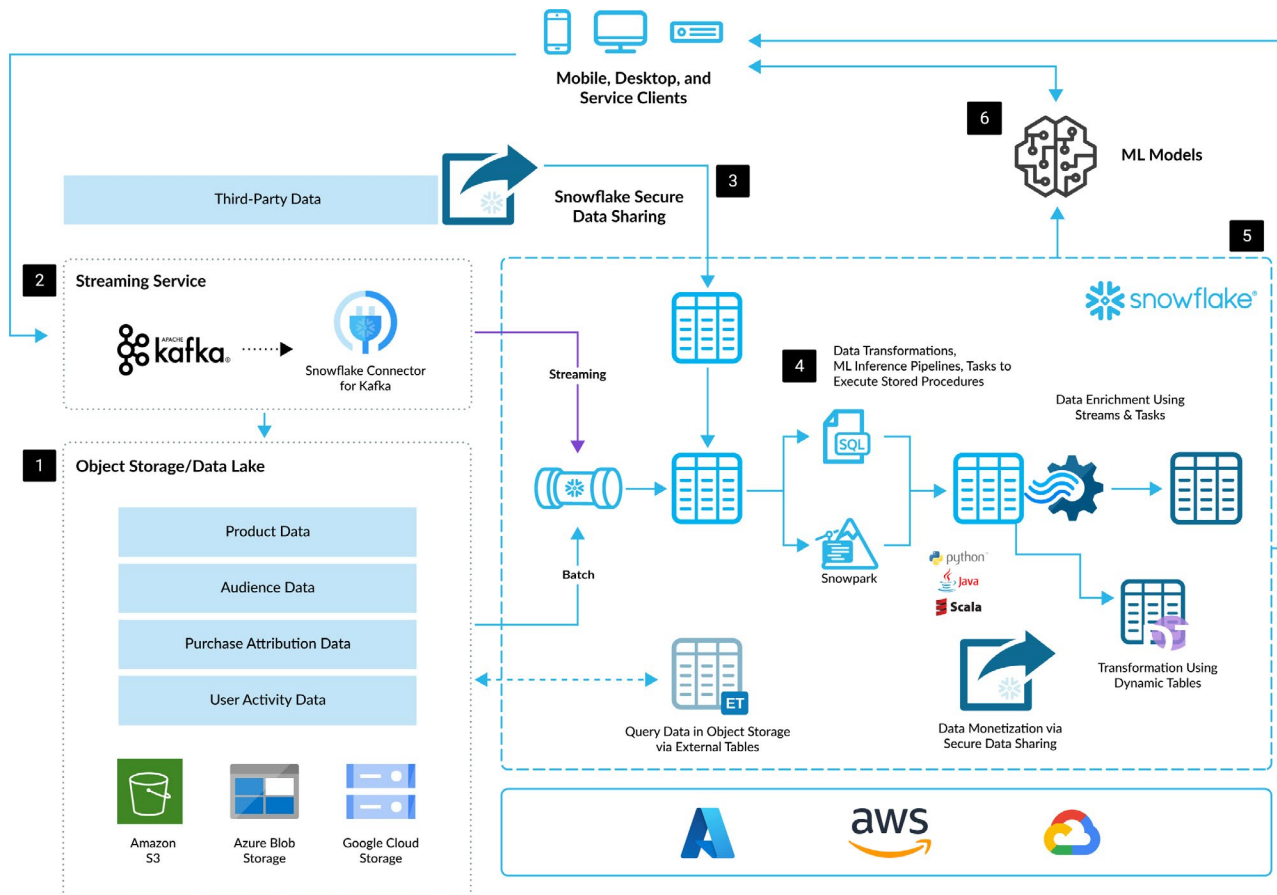 Mobile, Desktop, and
Service Clients
6
ML Models
Third-Party Data
Snowflake Secure
Data Sharing
3
5
2
Streaming Service
APACHE
kafka®
Snowflake Connector
for Kafka
Streaming
snowflake®
4
Data Transformations,
ML Inference Pipelines, Tasks to
Execute Stored Procedures
Data Enrichment Using
Streams & Tasks
1
Object Storage/Data Lake
Product Data
Audience Data
Purchase Attribution Data
User Activity Data
Amazon
S3
Azure Blob
Storage
Google Cloud
Storage
Batch
SQL
Snowpark
python
Java
Scala
ET
Query Data in Object Storage
via External Tables
Data Monetization via
Secure Data Sharing
DT
Transformation Using
Dynamic Tables
aws